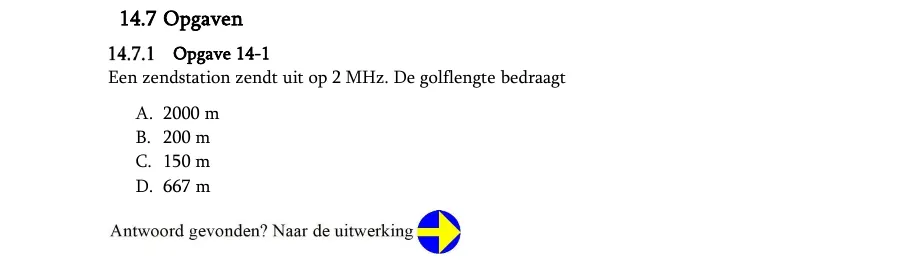 14.7 Opgaven
14.7.1 Opgave 14-1
Een zendstation zendt uit op 2 MHz. De golflengte bedraagt
A. 2000 m
B. 200 m
C. 150 m
D. 667 m
Antwoord gevonden? Naar de uitwerking